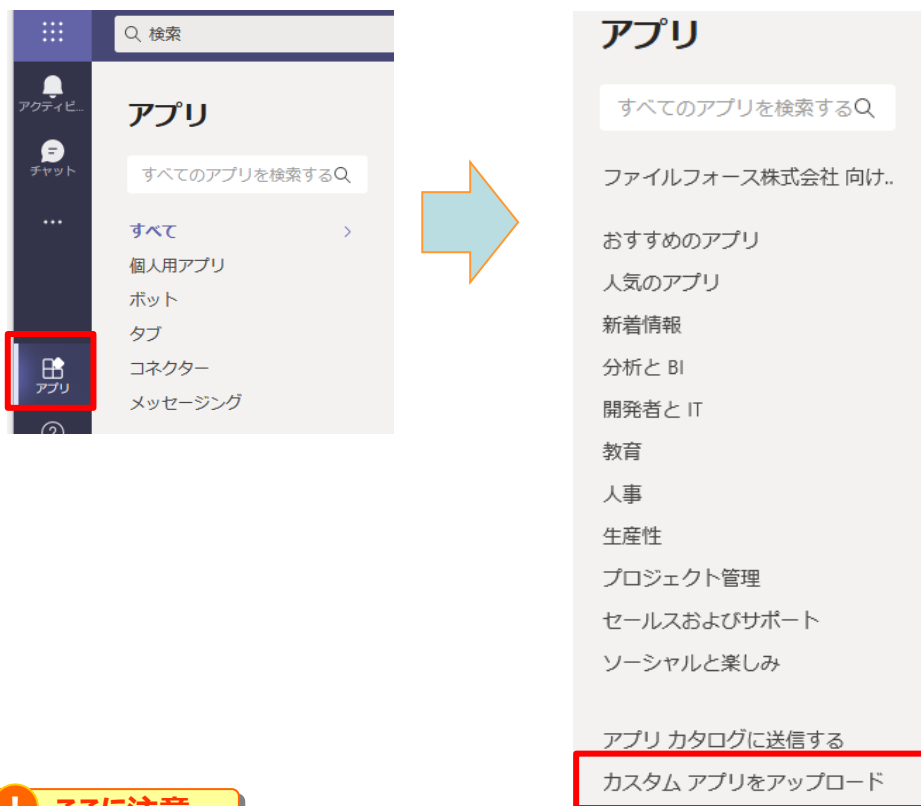 検索
アクティビ...
チャット
アプリ
すべてのアプリを検索する
すべて
個人用アプリ
ボット
タブ
コネクター
メッセージング
アプリ
アプリ
すべてのアプリを検索する
ファイルフォース株式会社 向け..
おすすめのアプリ
人気のアプリ
新着情報
分析と BI
開発者と IT
教育
人事
生産性
プロジェクト管理
セールスおよびサポート
ソーシャルと楽しみ
アプリ カタログに送信する
カスタム アプリをアップロード
! ここに注意